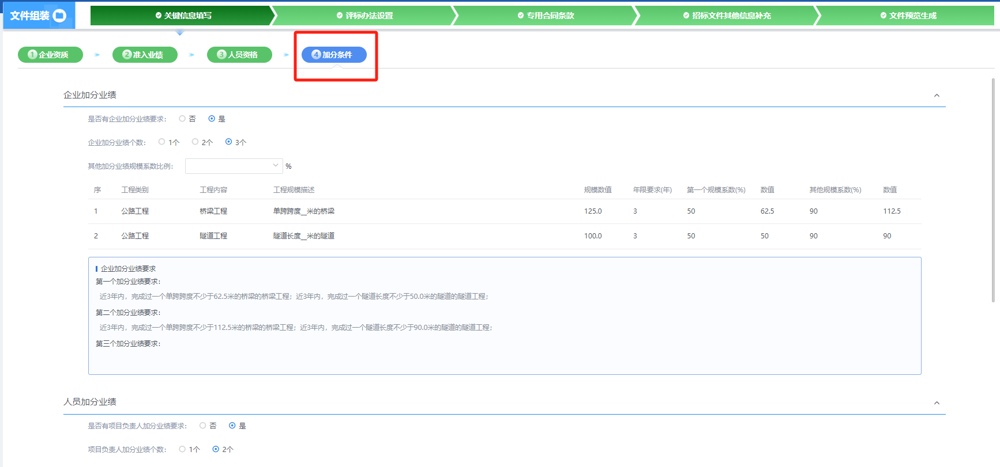 文件组装
关键信息填写
评标办法设置
专用合同条款
招标文件其他信息补充
文件预览生成
1 企业资质
2 准入业绩
3 人员资格
4 加分条件
企业加分业绩
是否有企业加分业绩要求： 否 是
企业加分业绩个数： 1个 2个 3个
其他加分业绩规模系数比例： %
序 工程类别 工程内容 工程规模描述 规模数值 年限要求(年) 第一个规模系数(%) 数值 其他规模系数(%) 数值
1 公路工程 桥梁工程 单跨跨度__米的桥梁 125.0 3 50 62.5 90 112.5
2 公路工程 隧道工程 隧道长度__米的隧道 100.0 3 50 50 90 90
企业加分业绩要求
第一个加分业绩要求：
近3年内，完成过一个单跨跨度不少于62.5米的桥梁的桥梁工程；近3年内，完成过一个隧道长度不少于50.0米的隧道的隧道工程；
第二个加分业绩要求：
近3年内，完成过一个单跨跨度不少于112.5米的桥梁的桥梁工程；近3年内，完成过一个隧道长度不少于90.0米的隧道的隧道工程；
第三个加分业绩要求：
人员加分业绩
是否有项目负责人加分业绩要求： 否 是
项目负责人加分业绩个数： 1个 2个